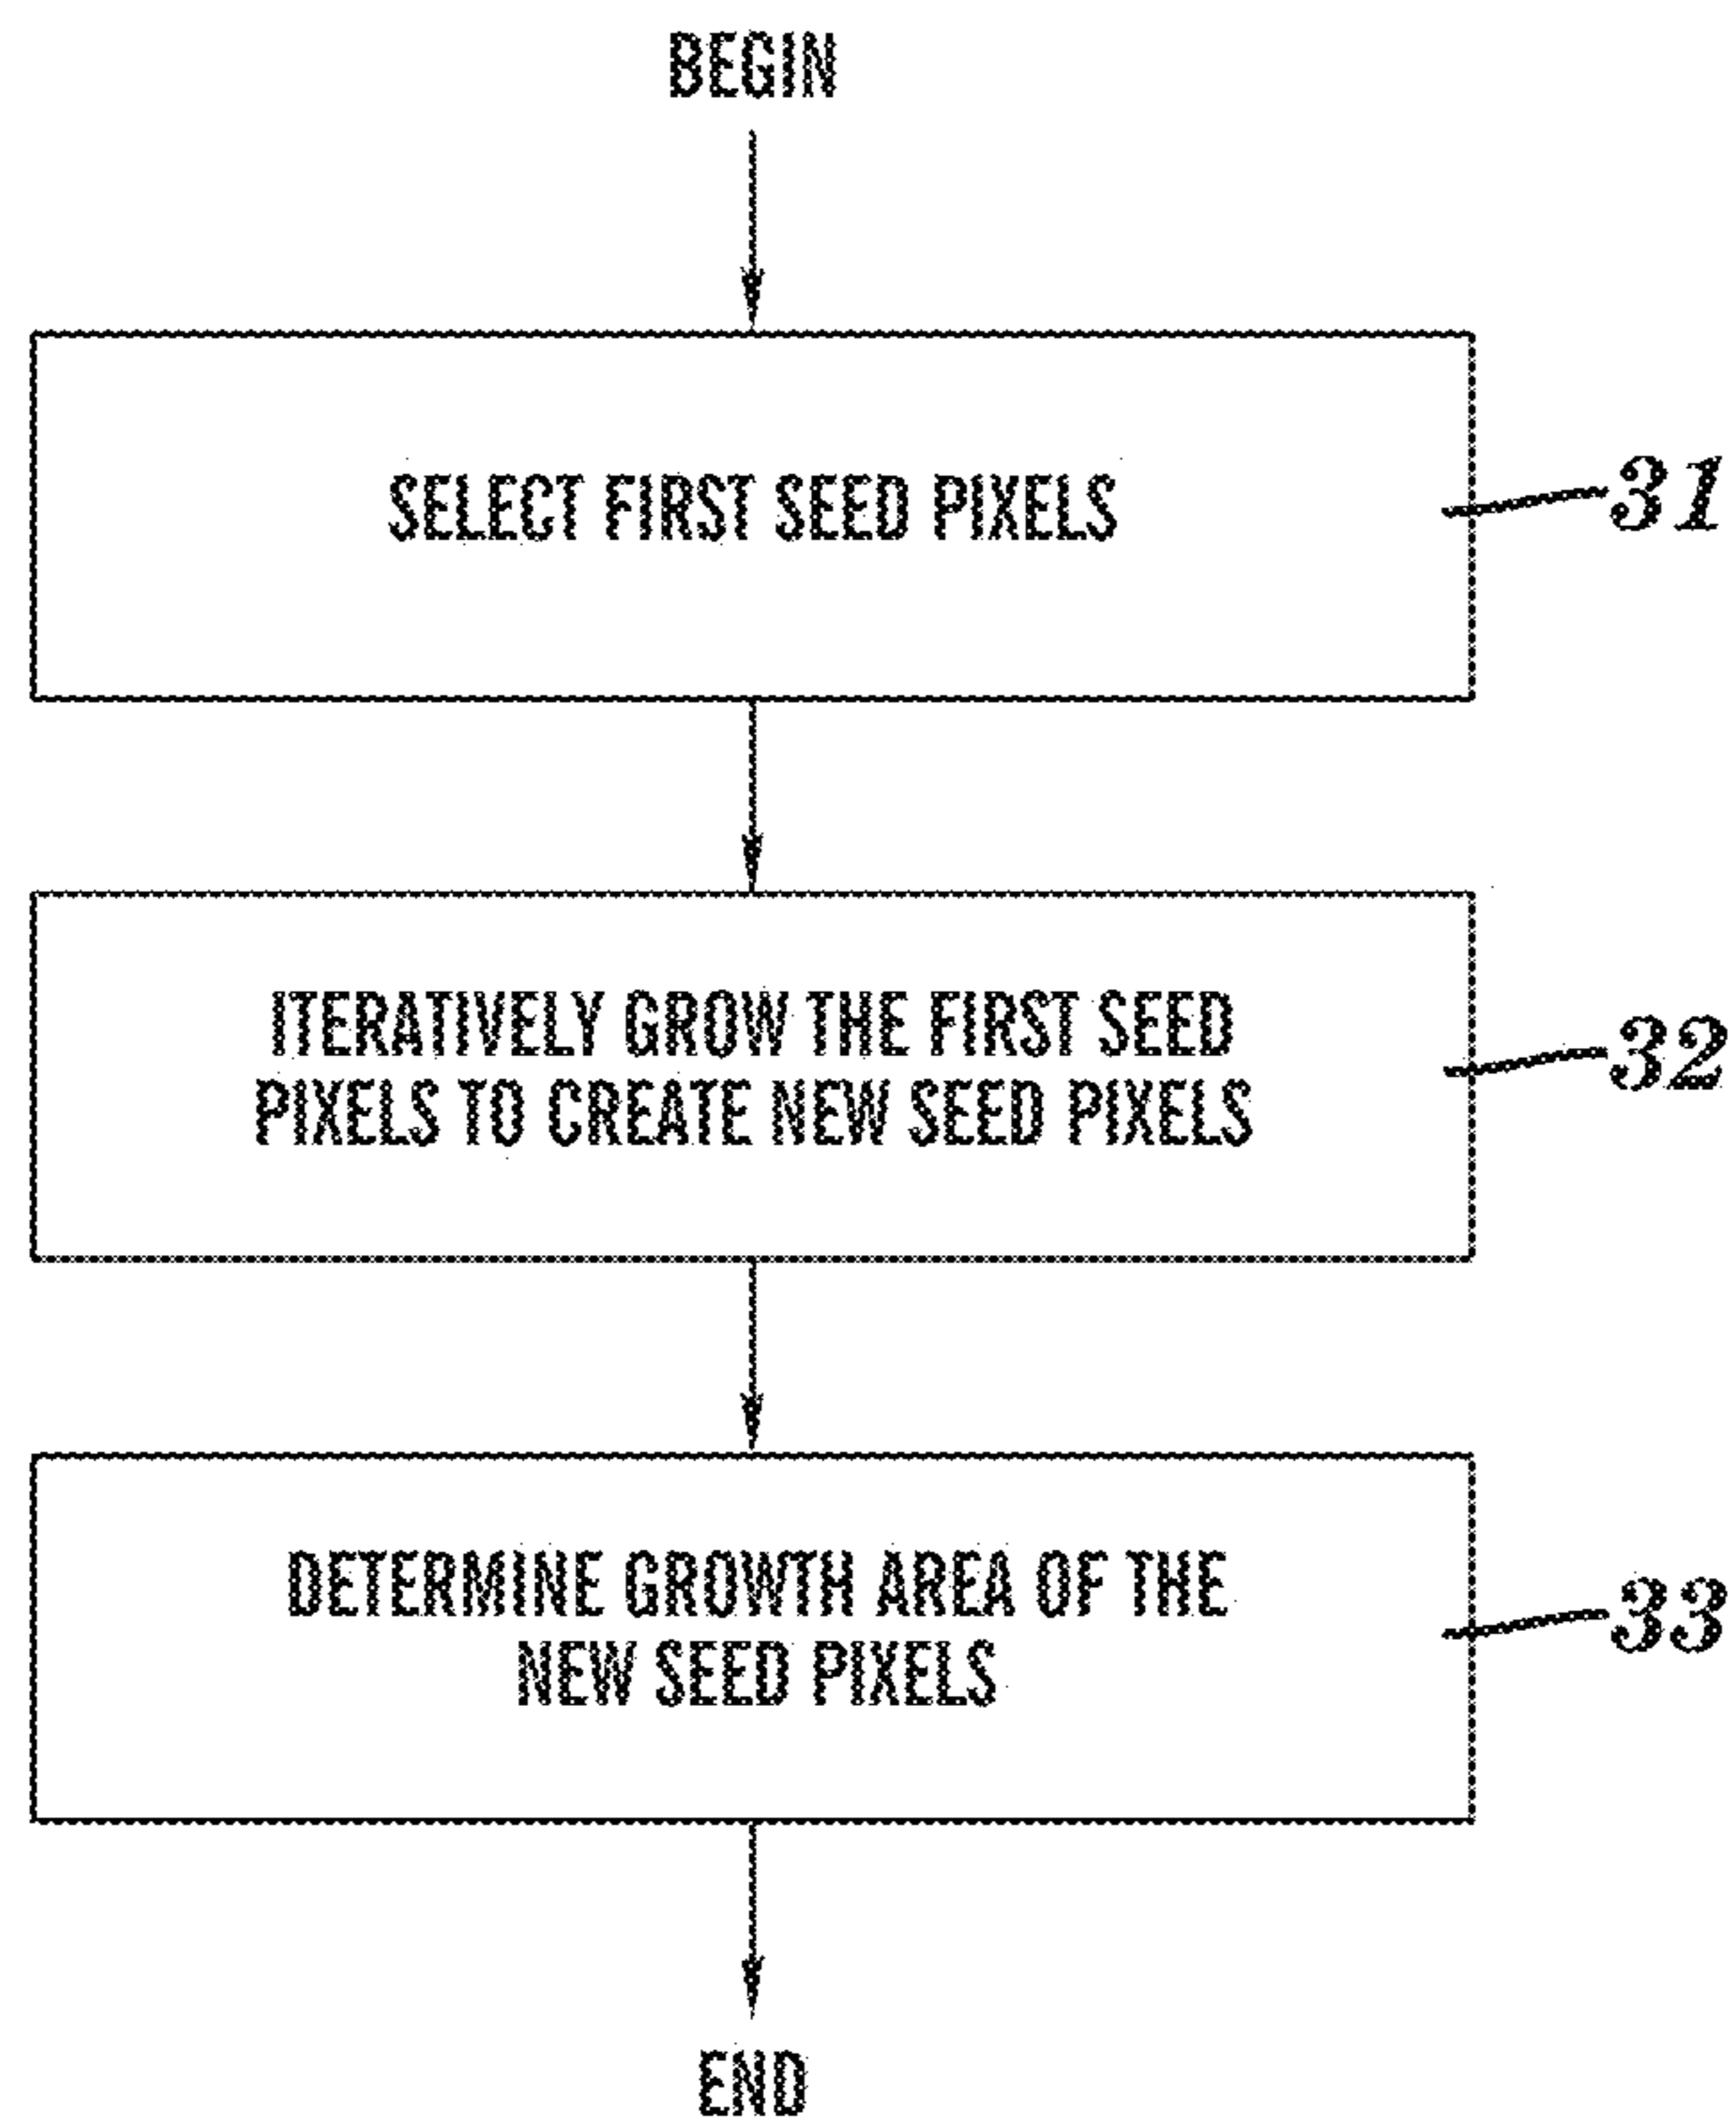 BEGIN
SELECT FIRST SEED PIXELS
31
ITERATIVELY GROW THE FIRST SEED
PIXELS TO CREATE NEW SEED PIXELS
32
DETERMINE GROWTH AREA OF THE
NEW SEED PIXELS
33
END